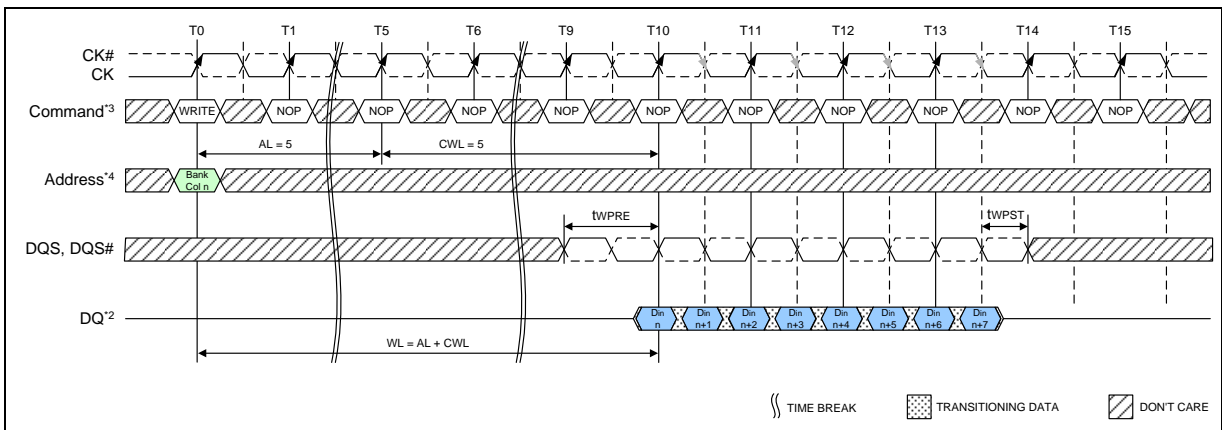 T0 T1 T5 T6 T9 T10 T11 T12 T13 T14 T15
CK#
CK
Command*3 WRITE NOP NOP NOP NOP NOP NOP NOP NOP NOP NOP
AL = 5 CWL = 5
Address*4 Bank
Col n
tWPRE tWPST
DQS, DQS#
DQ*2 Din Din Din Din Din Din Din Din
n n+1 n+2 n+3 n+4 n+5 n+6 n+7
WL = AL + CWL
TIME BREAK TRANSITIONING DATA DON'T CARE